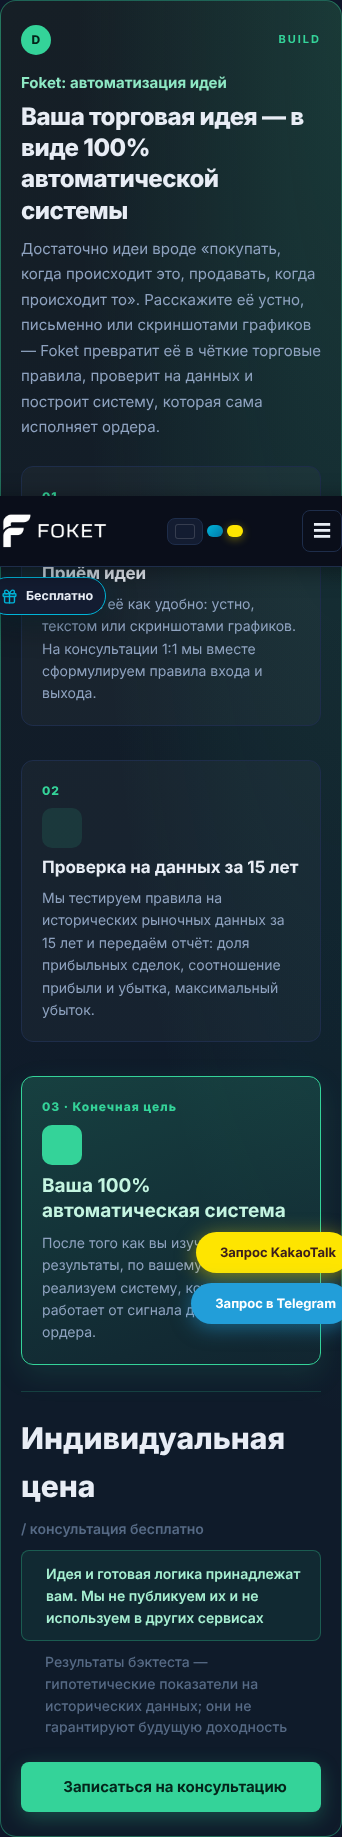 D
BUILD
Foket: автоматизация идей
Ваша торговая идея — в
виде 100%
автоматической
системы
Достаточно идеи вроде «покупать,
когда происходит это, продавать, когда
происходит то». Расскажите её устно,
письменно или скриншотами графиков
— Foket превратит её в чёткие торговые
правила, проверит на данных и
построит систему, которая сама
исполняет ордера.
FOKET
Приём идеи
Бесплатно
её как удобно: устно,
текстом или скриншотами графиков.
На консультации 1:1 мы вместе
сформулируем правила входа и
выхода.
02
Проверка на данных за 15 лет
Мы тестируем правила на
исторических рыночных данных за
15 лет и передаём отчёт: доля
прибыльных сделок, соотношение
прибыли и убытка, максимальный
убыток.
03 · Конечная цель
Ваша 100%
автоматическая система
После того как вы
результаты, по вашему
реализуем систему,
работает от сигнала
ордера.
Запрос KakaoTalk
Запрос в Telegram
Индивидуальная
цена
/ консультация бесплатно
Идея и готовая логика принадлежат
вам. Мы не публикуем их и не
используем в других сервисах
Результаты бэктеста —
гипотетические показатели на
исторических данных; они не
гарантируют будущую доходность
Записаться на консультацию